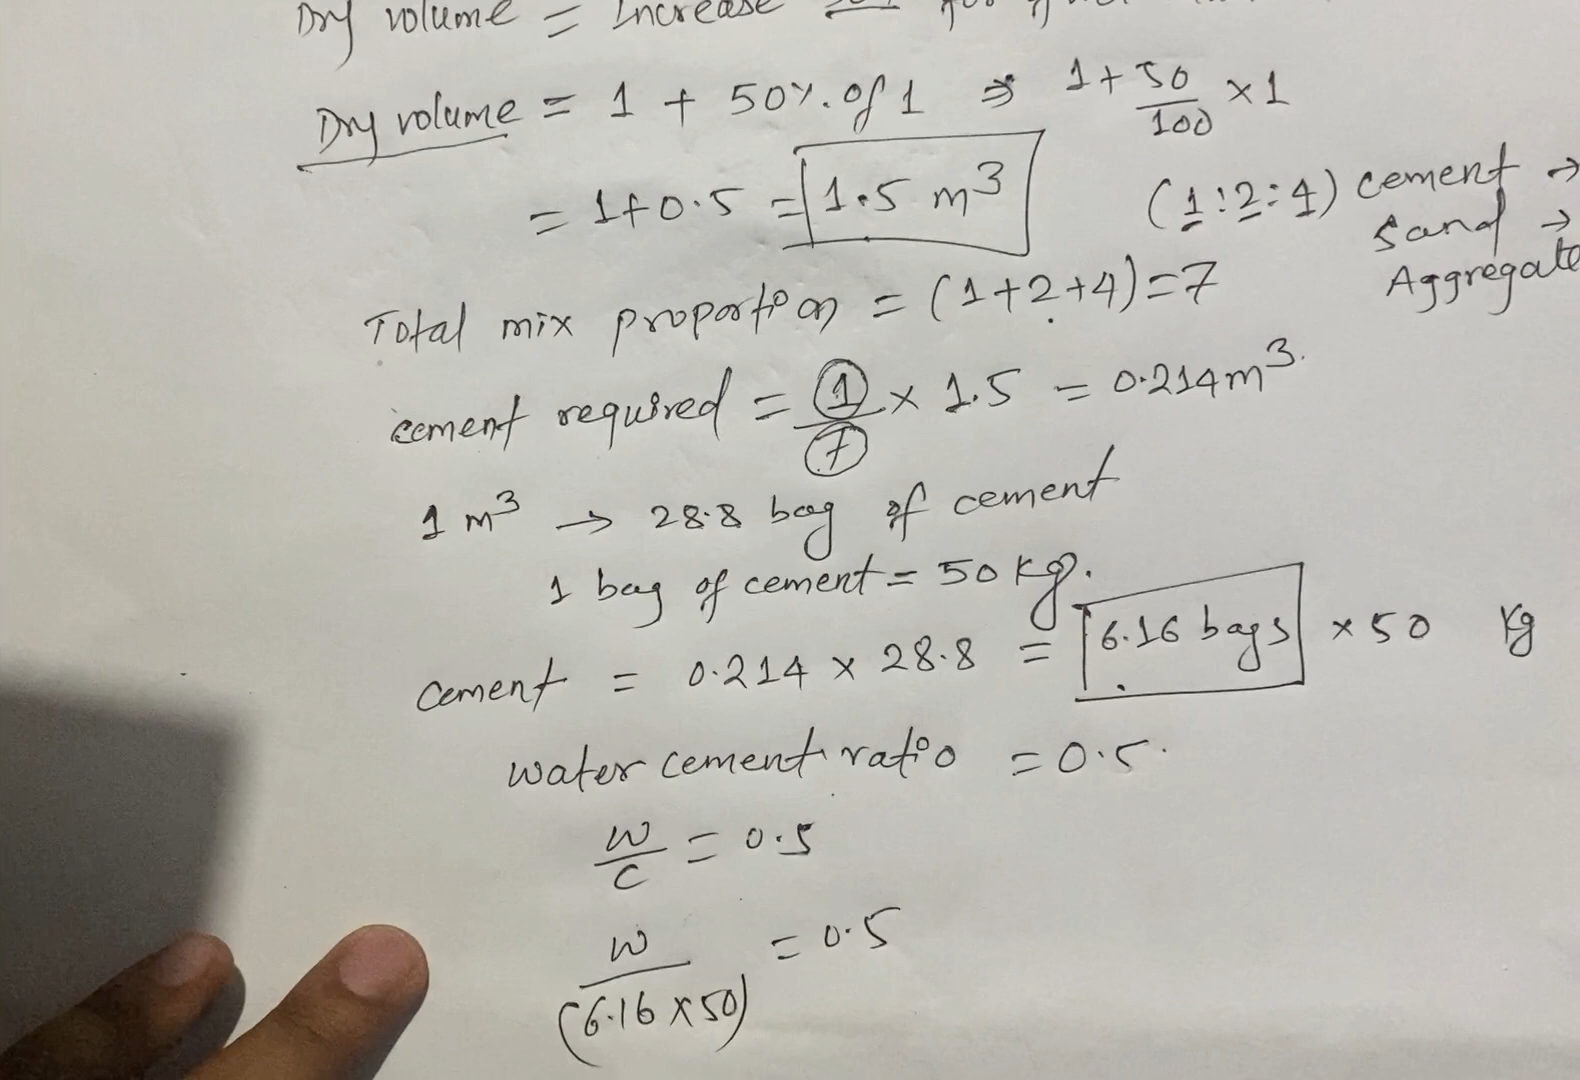 Dry volume = Increase
Dry volume = 1 + 50%. of 1 ⇒ 1 + 50/100 × 1
= 1+0.5 = 1.5 m³
(1:2:4) cement →
Sand →
Aggregate
Total mix proportion = (1+2+4)=7
cement required = 1/7 × 1.5 = 0.214 m³.
1 m³ → 28.8 bag of cement
1 bag of cement = 50 kg.
cement = 0.214 × 28.8 = 6.16 bags × 50 Kg
water cement ratio = 0.5.
W/C = 0.5
W/(6.16 × 50) = 0.5